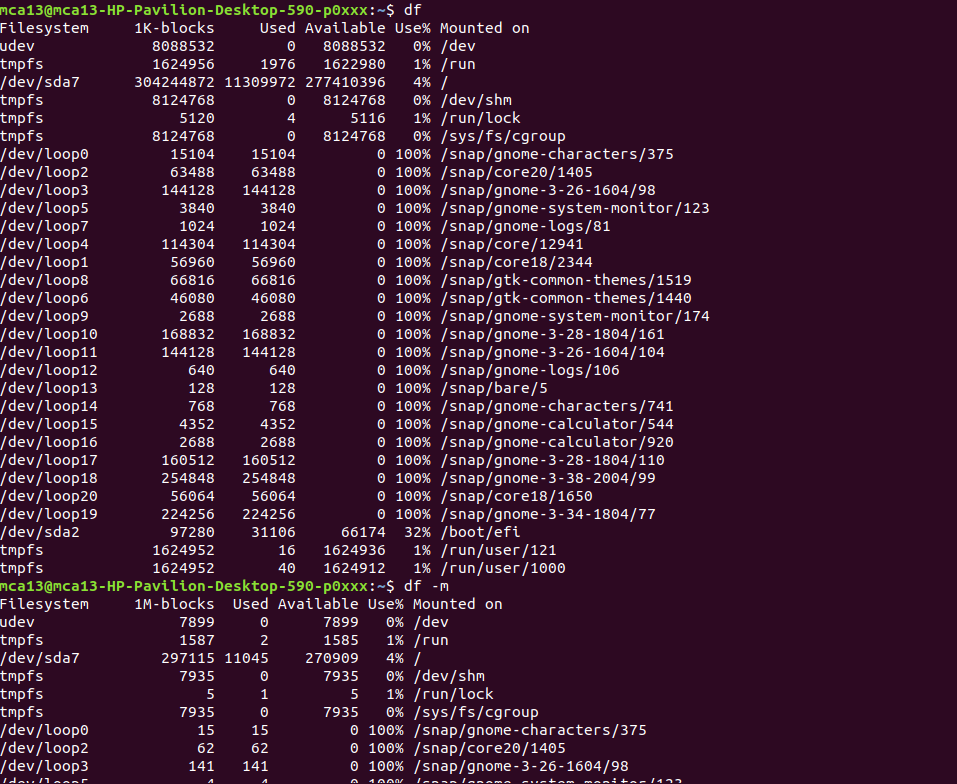 mca13@mca13-HP-Pavilion-Desktop-590-p0xxx:~$ df
Filesystem     1K-blocks     Used Available Use% Mounted on
udev             8088532        0   8088532   0% /dev
tmpfs            1624956     1976   1622980   1% /run
/dev/sda7      304244872 11309972 277410396   4% /
tmpfs            8124768        0   8124768   0% /dev/shm
tmpfs               5120        4      5116   1% /run/lock
tmpfs            8124768        0   8124768   0% /sys/fs/cgroup
/dev/loop0         15104    15104         0 100% /snap/gnome-characters/375
/dev/loop2         63488    63488         0 100% /snap/core20/1405
/dev/loop3        144128   144128         0 100% /snap/gnome-3-26-1604/98
/dev/loop5          3840     3840         0 100% /snap/gnome-system-monitor/123
/dev/loop7          1024     1024         0 100% /snap/gnome-logs/81
/dev/loop4        114304   114304         0 100% /snap/core/12941
/dev/loop1         56960    56960         0 100% /snap/core18/2344
/dev/loop8         66816    66816         0 100% /snap/gtk-common-themes/1519
/dev/loop6         46080    46080         0 100% /snap/gtk-common-themes/1440
/dev/loop9          2688     2688         0 100% /snap/gnome-system-monitor/174
/dev/loop10       168832   168832         0 100% /snap/gnome-3-28-1804/161
/dev/loop11       144128   144128         0 100% /snap/gnome-3-26-1604/104
/dev/loop12          640      640         0 100% /snap/gnome-logs/106
/dev/loop13          128      128         0 100% /snap/bare/5
/dev/loop14          768      768         0 100% /snap/gnome-characters/741
/dev/loop15         4352     4352         0 100% /snap/gnome-calculator/544
/dev/loop16         2688     2688         0 100% /snap/gnome-calculator/920
/dev/loop17       160512   160512         0 100% /snap/gnome-3-28-1804/110
/dev/loop18       254848   254848         0 100% /snap/gnome-3-38-2004/99
/dev/loop20        56064    56064         0 100% /snap/core18/1650
/dev/loop19       224256   224256         0 100% /snap/gnome-3-34-1804/77
/dev/sda2          97280    31106     66174  32% /boot/efi
tmpfs            1624952       16   1624936   1% /run/user/121
tmpfs            1624952       40   1624912   1% /run/user/1000
mca13@mca13-HP-Pavilion-Desktop-590-p0xxx:~$ df -m
Filesystem     1M-blocks  Used Available Use% Mounted on
udev                7899     0      7899   0% /dev
tmpfs               1587     2      1585   1% /run
/dev/sda7         297115 11045    270909   4% /
tmpfs               7935     0      7935   0% /dev/shm
tmpfs                  5     1         5   1% /run/lock
tmpfs               7935     0      7935   0% /sys/fs/cgroup
/dev/loop0            15    15         0 100% /snap/gnome-characters/375
/dev/loop2            62    62         0 100% /snap/core20/1405
/dev/loop3           141   141         0 100% /snap/gnome-3-26-1604/98
/dev/loop5             4     4         0 100% /snap/gnome-system-monitor/123